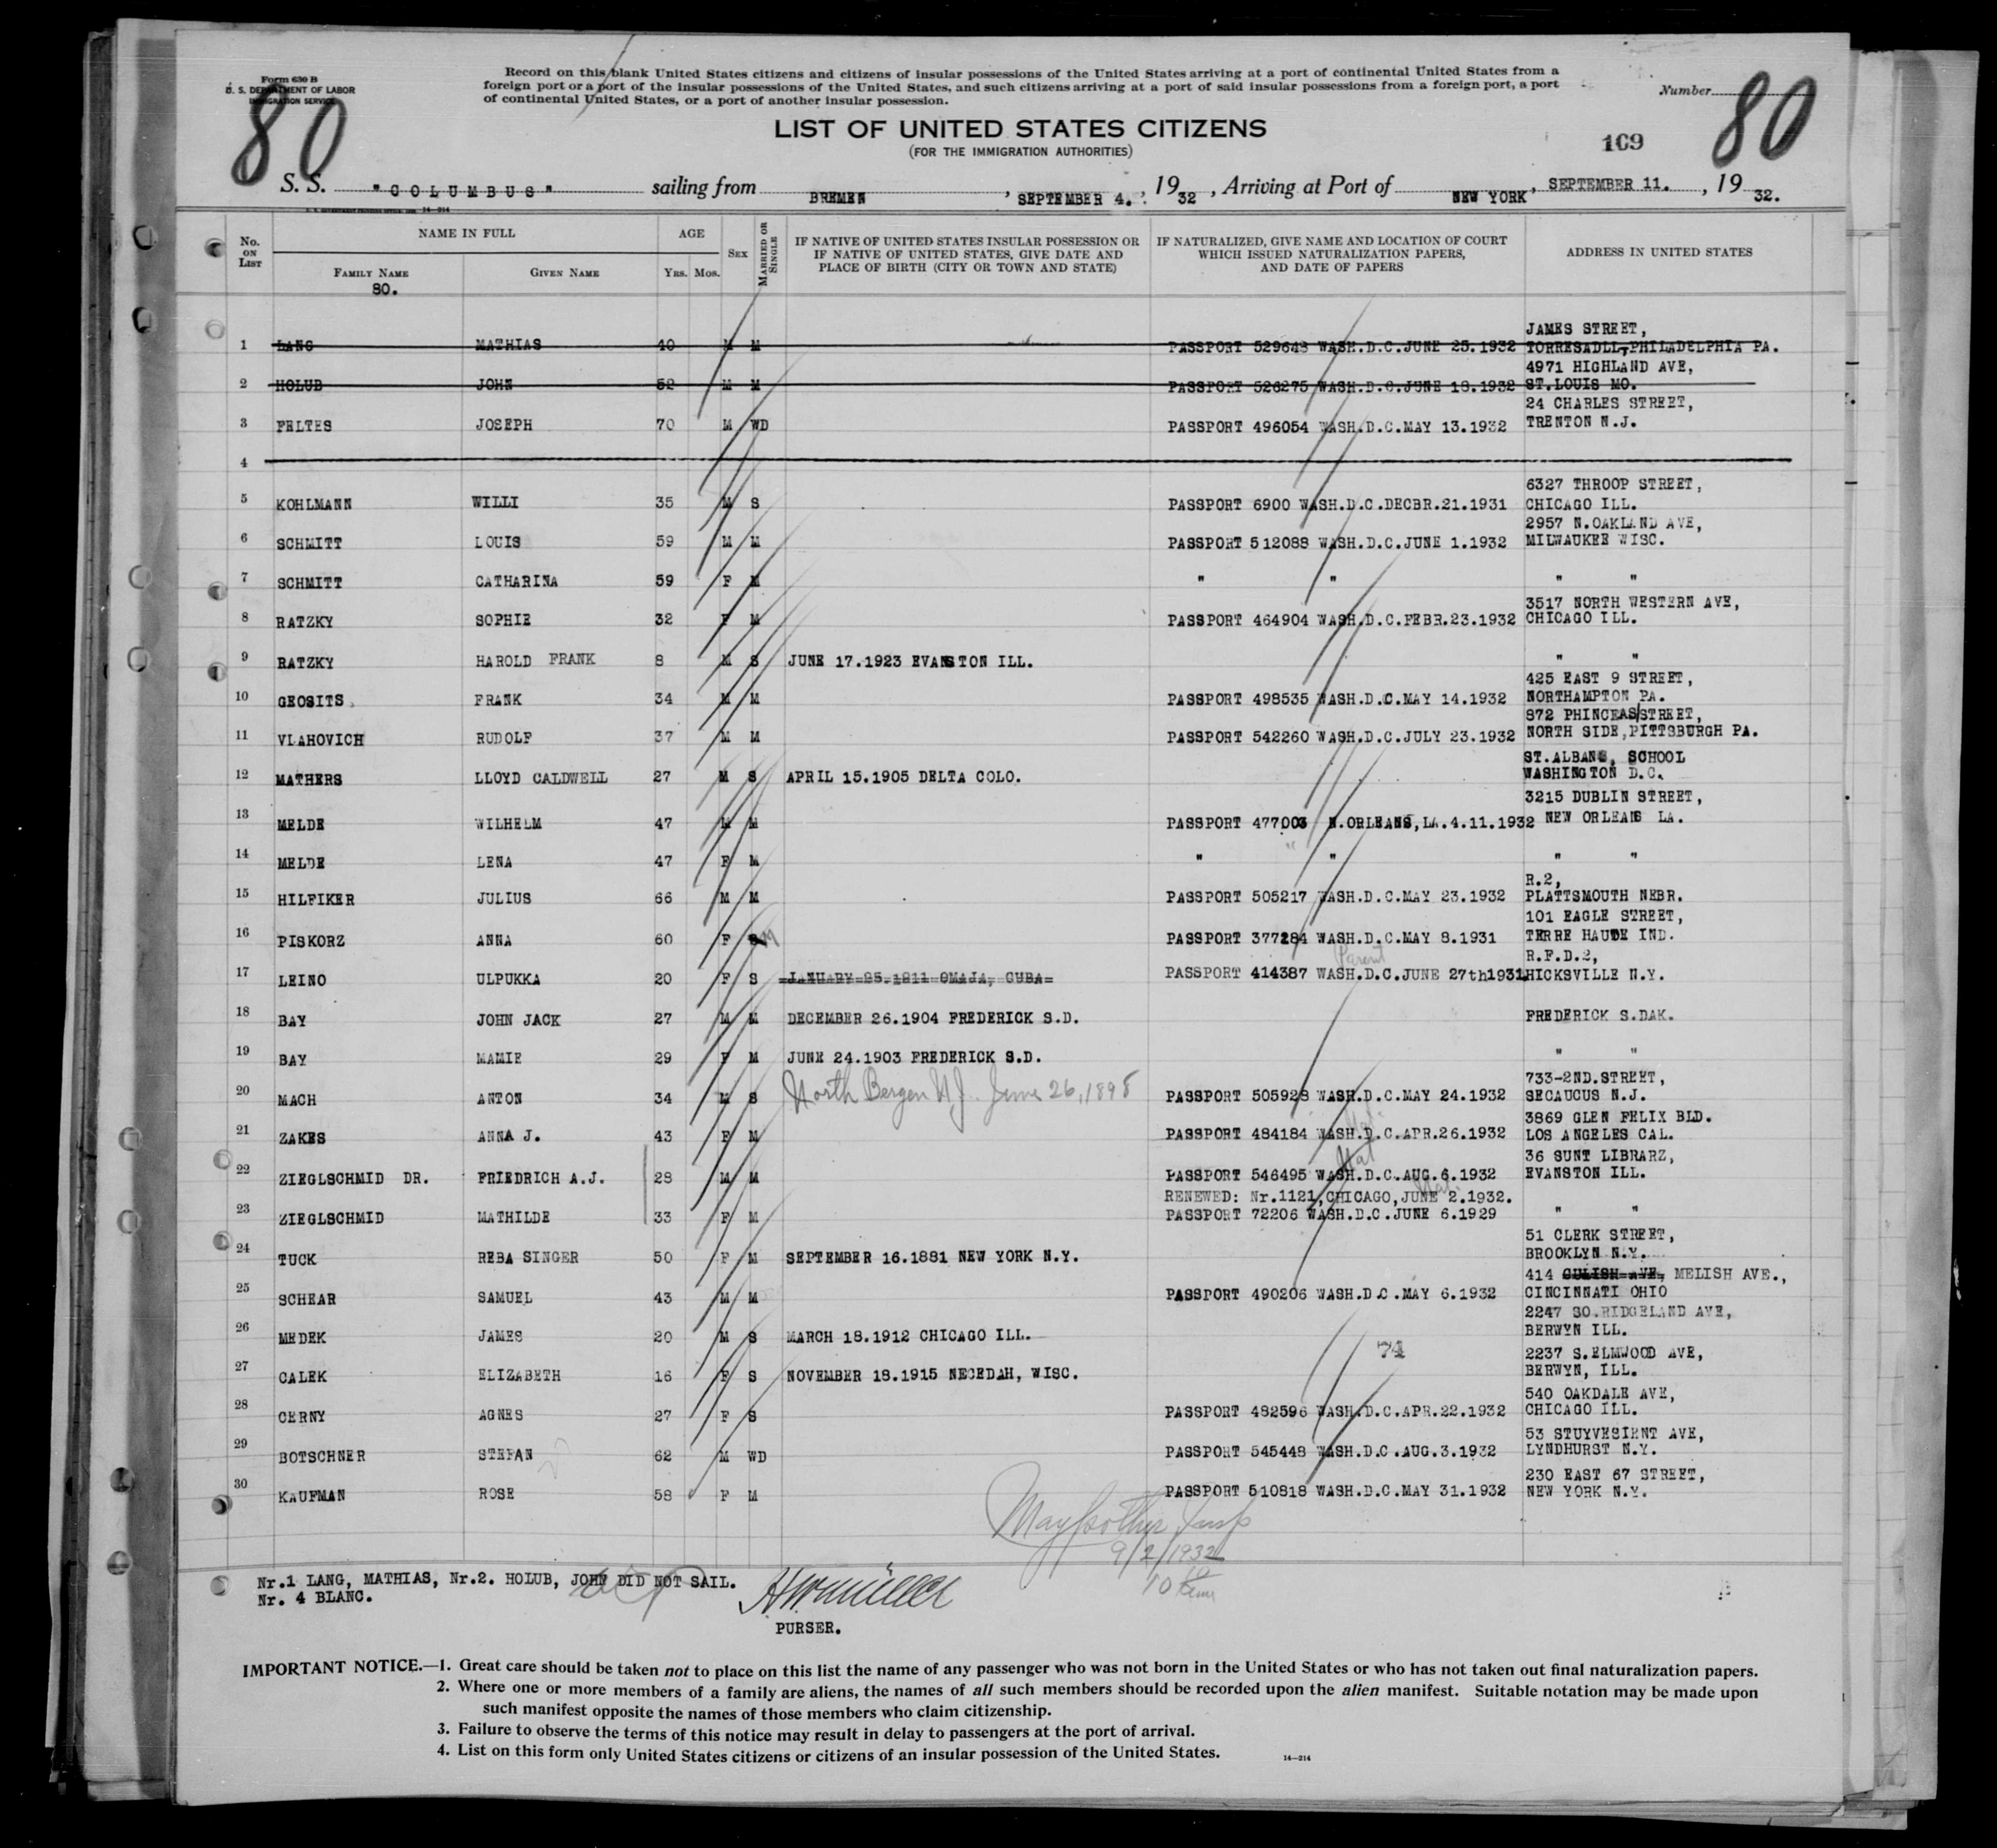 Form 630 B
U. S. DEPARTMENT OF LABOR
IMMIGRATION SERVICE
80
Record on this blank United States citizens and citizens of insular possessions of the United States arriving at a port of continental United States from a
foreign port or a port of the insular possessions of the United States, and such citizens arriving at a port of said insular possessions from a foreign port, a port
of continental United States, or a port of another insular possession.
Number 80
LIST OF UNITED STATES CITIZENS
(FOR THE IMMIGRATION AUTHORITIES)
169
S. S. "COLUMBUS" sailing from BREMEN, SEPTEMBER 4., 1932, Arriving at Port of NEW YORK, SEPTEMBER 11., 1932.
No. ON LIST NAME IN FULL AGE SEX MARRIED OR SINGLE IF NATIVE OF UNITED STATES INSULAR POSSESSION OR IF NATIVE OF UNITED STATES, GIVE DATE AND PLACE OF BIRTH (CITY OR TOWN AND STATE) IF NATURALIZED, GIVE NAME AND LOCATION OF COURT WHICH ISSUED NATURALIZATION PAPERS, AND DATE OF PAPERS ADDRESS IN UNITED STATES
FAMILY NAME GIVEN NAME YRS. MOS.
80.
JAMES STREET,
1 LANG MATHIAS 40 M M PASSPORT 529648 WASH.D.C.JUNE 25.1932 TORRESADLL,PHILADELPHIA PA.
4971 HIGHLAND AVE,
2 HOLUB JOHN 52 M M PASSPORT 526275 WASH.D.C.JUNE 18.1932 ST.LOUIS MO.
24 CHARLES STREET,
3 FELTES JOSEPH 70 M WD PASSPORT 496054 WASH.D.C.MAY 13.1932 TRENTON N.J.
4
6327 THROOP STREET,
5 KOHLMANN WILLI 35 M S PASSPORT 6900 WASH.D.C.DECBR.21.1931 CHICAGO ILL.
2957 N.OAKLAND AVE,
6 SCHMITT LOUIS 59 M M PASSPORT 512088 WASH.D.C.JUNE 1.1932 MILWAUKEE WISC.
7 SCHMITT CATHARINA 59 F M " " " "
3517 NORTH WESTERN AVE,
8 RATZKY SOPHIE 32 F M PASSPORT 464904 WASH.D.C.FEBR.23.1932 CHICAGO ILL.
9 RATZKY HAROLD FRANK 8 M S JUNE 17.1923 EVANSTON ILL. " "
425 EAST 9 STREET,
10 GEOSITS FRANK 34 M M PASSPORT 498535 WASH.D.C.MAY 14.1932 NORTHAMPTON PA.
872 PHINCEAS/STREET,
11 VLAHOVICH RUDOLF 37 M M PASSPORT 542260 WASH.D.C.JULY 23.1932 NORTH SIDE,PITTSBURGH PA.
ST.ALBANS, SCHOOL
12 MATHERS LLOYD CALDWELL 27 M S APRIL 15.1905 DELTA COLO. WASHINGTON D.C.
3215 DUBLIN STREET,
13 MELDE WILHELM 47 M M PASSPORT 477003 N.ORLEANS,LA.4.11.1932 NEW ORLEANS LA.
14 MELDE LENA 47 F M " " " "
R.2,
15 HILFIKER JULIUS 66 M M PASSPORT 505217 WASH.D.C.MAY 23.1932 PLATTSMOUTH NEBR.
101 EAGLE STREET,
16 PISKORZ ANNA 60 F M PASSPORT 377284 WASH.D.C.MAY 8.1931 TERRE HAUDE IND.
Parent R.F.D.2,
17 LEINO ULPUKKA 20 F S JANUARY 25.1911 OMAJA, CUBA PASSPORT 414387 WASH.D.C.JUNE 27th1931 HICKSVILLE N.Y.
18 BAY JOHN JACK 27 M M DECEMBER 26.1904 FREDERICK S.D. FREDERICK S.DAK.
19 BAY MAMIE 29 F M JUNE 24.1903 FREDERICK S.D. " "
733-2ND.STREET,
20 MACH ANTON 34 M S North Bergen N.J. June 26, 1898 PASSPORT 505928 WASH.D.C.MAY 24.1932 SECAUCUS N.J.
3869 GLEN FELIX BLD.
21 ZAKES ANNA J. 43 F M PASSPORT 484184 WASH.D.C.APR.26.1932 LOS ANGELES CAL.
Nat 36 SUNT LIBRARZ,
22 ZIEGLSCHMID DR. FRIEDRICH A.J. 28 M M PASSPORT 546495 WASH.D.C.AUG.6.1932 EVANSTON ILL.
RENEWED: Nr.1121,CHICAGO,JUNE 2.1932.
23 ZIEGLSCHMID MATHILDE 33 F M PASSPORT 72206 WASH.D.C.JUNE 6.1929 " "
51 CLERK STREET,
24 TUCK REBA SINGER 50 F M SEPTEMBER 16.1881 NEW YORK N.Y. BROOKLYN N.Y.
414 GULISH AVE, MELISH AVE.,
25 SCHEAR SAMUEL 43 M M PASSPORT 490206 WASH.D.C.MAY 6.1932 CINCINNATI OHIO
2247 SO.RIDGELAND AVE,
26 MEDEK JAMES 20 M S MARCH 18.1912 CHICAGO ILL. BERWYN ILL.
74 2237 S.ELMWOOD AVE,
27 CALEK ELIZABETH 16 F S NOVEMBER 18.1915 NECEDAH, WISC. BERWYN, ILL.
540 OAKDALE AVE,
28 CERNY AGNES 27 F S PASSPORT 482596 WASH.D.C.APR.22.1932 CHICAGO ILL.
53 STUYVESIENT AVE,
29 BOTSCHNER STEFAN 62 M WD PASSPORT 545448 WASH.D.C.AUG.3.1932 LYNDHURST N.Y.
230 EAST 67 STREET,
30 KAUFMAN ROSE 58 F M PASSPORT 510818 WASH.D.C.MAY 31.1932 NEW YORK N.Y.
9/2/1932
Nr.1 LANG, MATHIAS, Nr.2. HOLUB, JOHN DID NOT SAIL.
Nr. 4 BLANC.
PURSER.
IMPORTANT NOTICE.—1. Great care should be taken not to place on this list the name of any passenger who was not born in the United States or who has not taken out final naturalization papers.
2. Where one or more members of a family are aliens, the names of all such members should be recorded upon the alien manifest. Suitable notation may be made upon
such manifest opposite the names of those members who claim citizenship.
3. Failure to observe the terms of this notice may result in delay to passengers at the port of arrival.
4. List on this form only United States citizens or citizens of an insular possession of the United States.
14—214